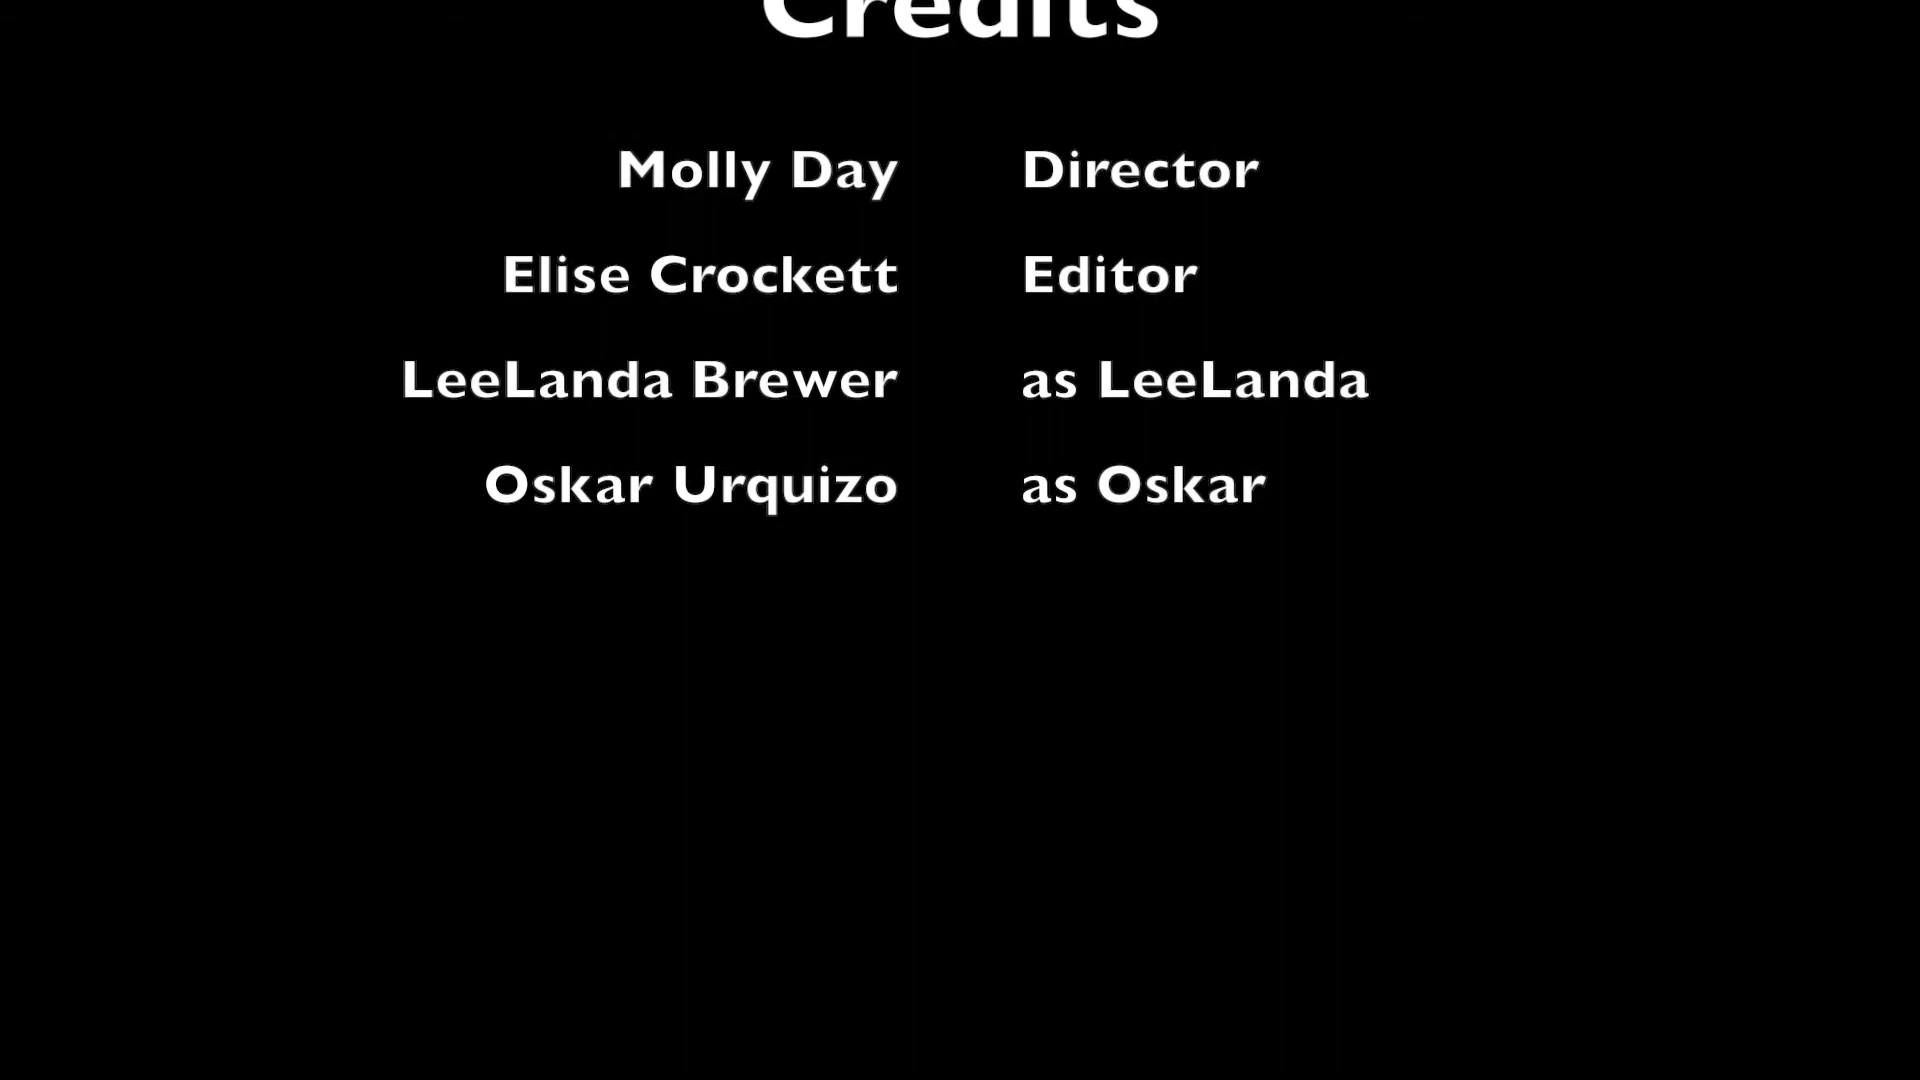 Credits
Molly Day Director
Elise Crockett Editor
LeeLanda Brewer as LeeLanda
Oskar Urquizo as Oskar